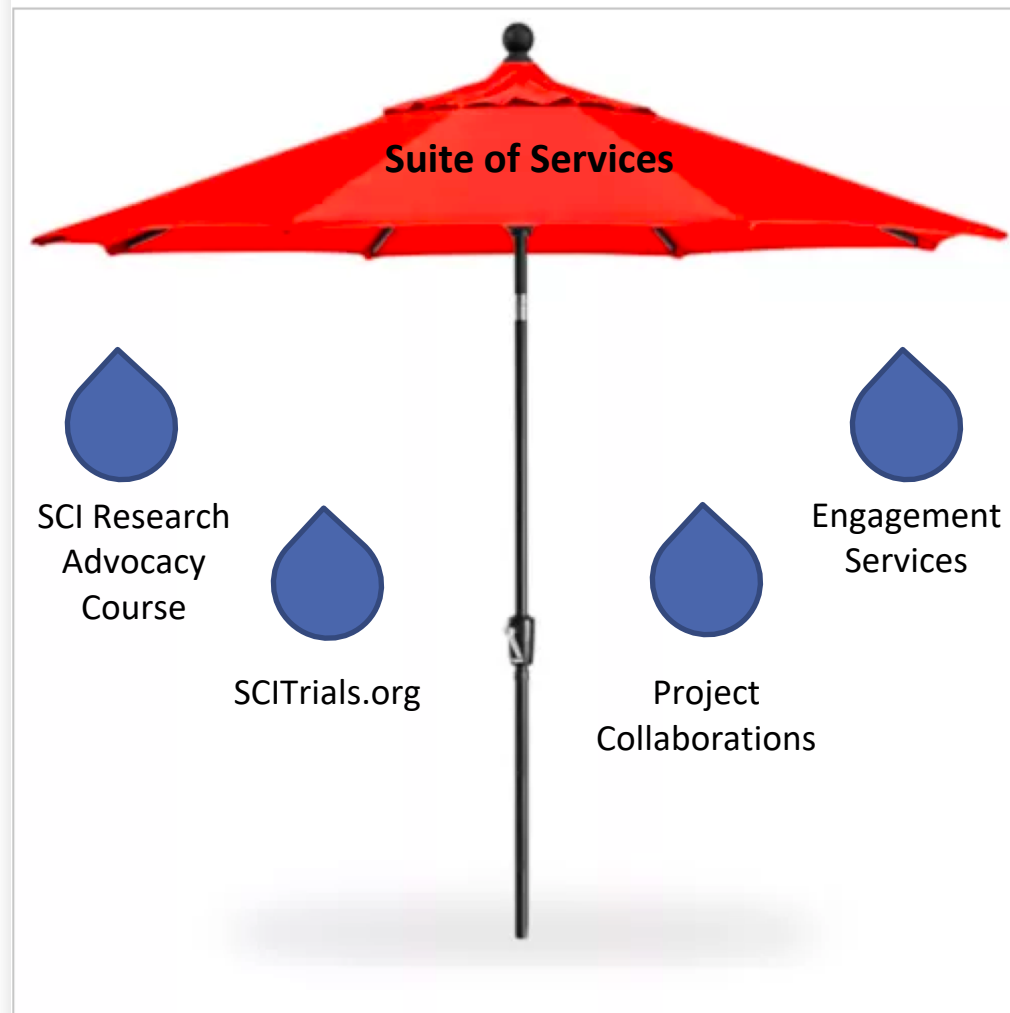 Suite of Services
SCI Research
Advocacy
Course
SCITrials.org
Project
Collaborations
Engagement
Services